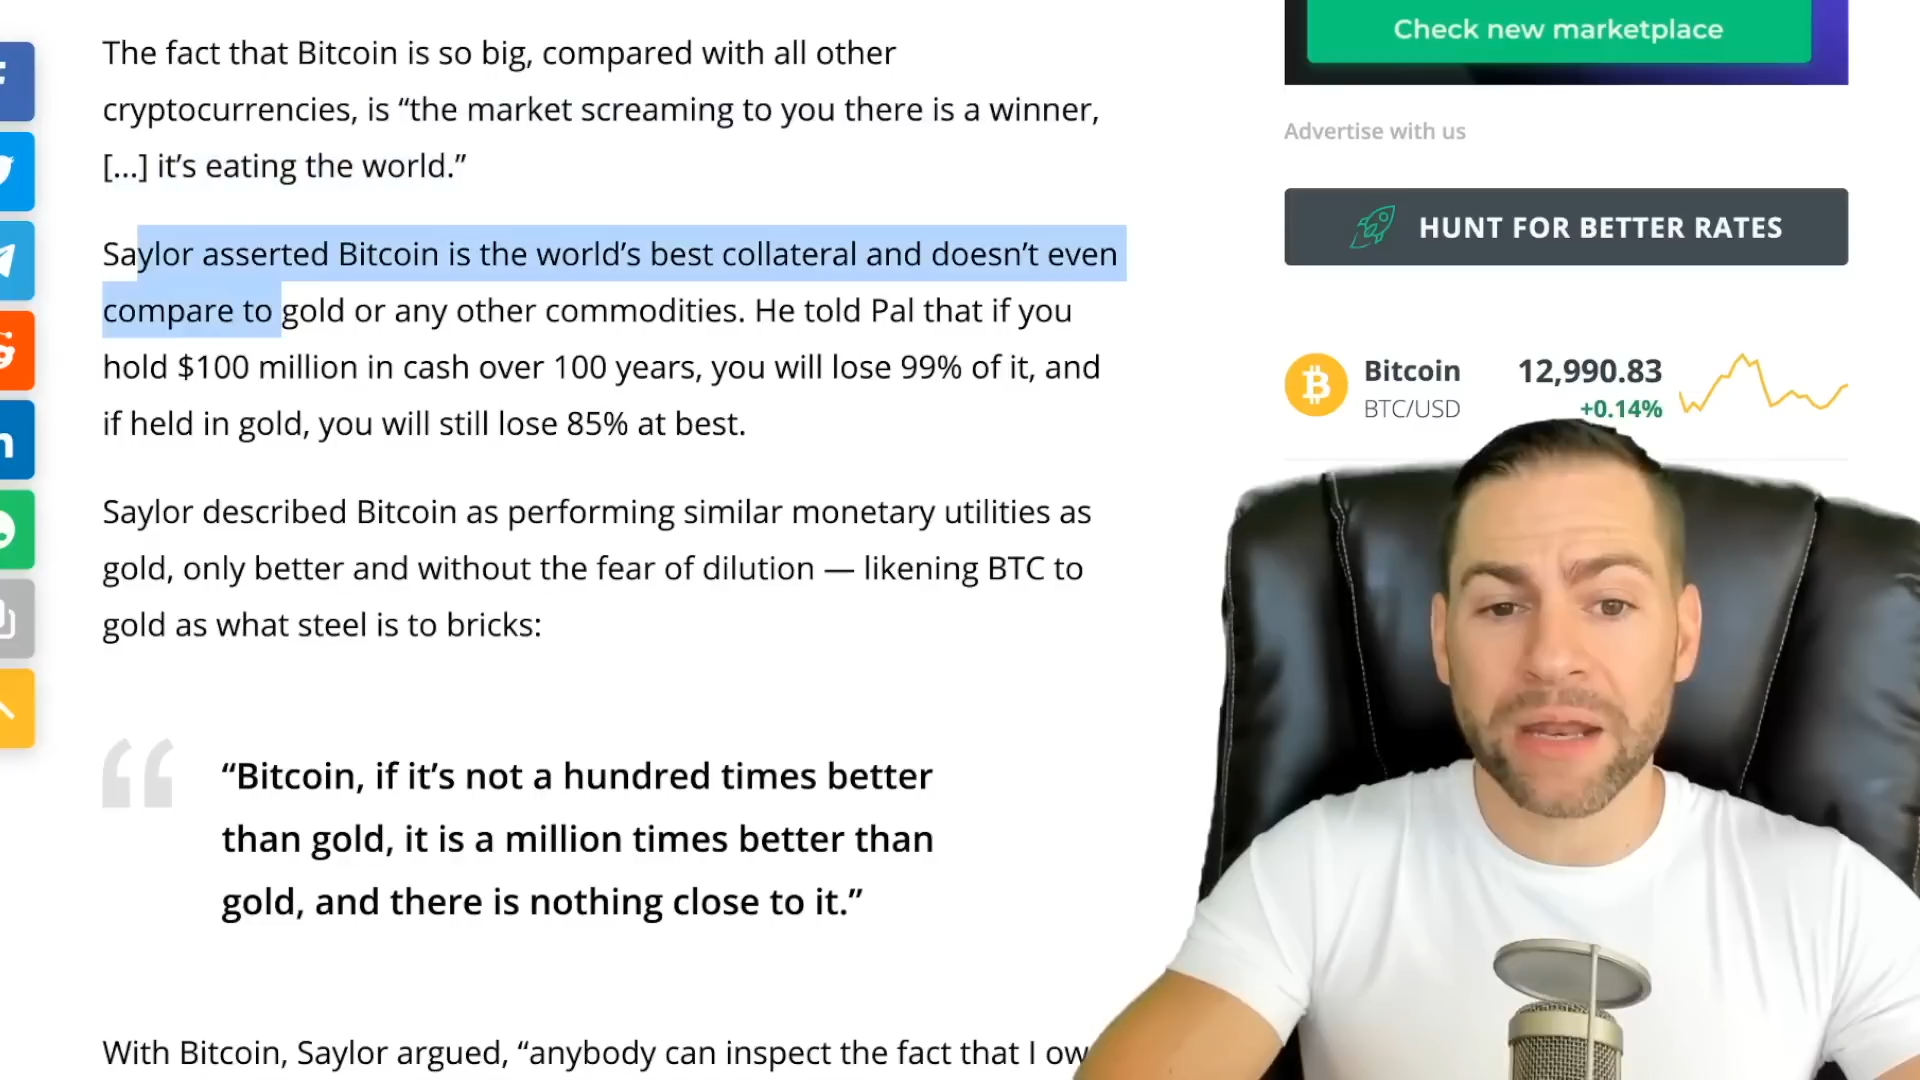 The fact that Bitcoin is so big, compared with all other
cryptocurrencies, is “the market screaming to you there is a winner,
[...] it’s eating the world.”
Saylor asserted Bitcoin is the world’s best collateral and doesn’t even
compare to gold or any other commodities. He told Pal that if you
hold $100 million in cash over 100 years, you will lose 99% of it, and
if held in gold, you will still lose 85% at best.
Saylor described Bitcoin as performing similar monetary utilities as
gold, only better and without the fear of dilution — likening BTC to
gold as what steel is to bricks:
“Bitcoin, if it’s not a hundred times better
than gold, it is a million times better than
gold, and there is nothing close to it.”
With Bitcoin, Saylor argued, “anybody can inspect the fact that I ow
Check new marketplace
Advertise with us
HUNT FOR BETTER RATES
Bitcoin 12,990.83
BTC/USD +0.14%